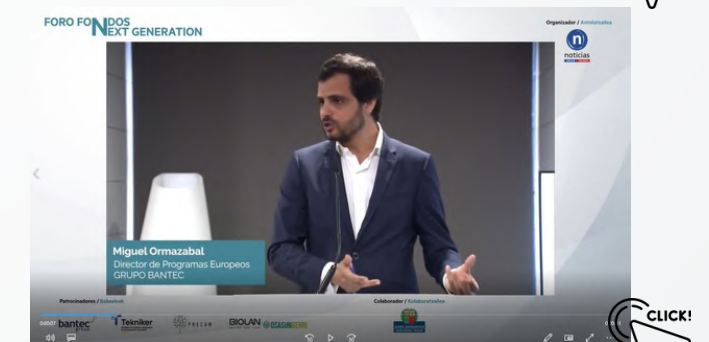 FORO FONDOS
NEXT GENERATION
Organizador / Antolatzailea
n
noticias
Miguel Ormazabal
Director de Programas Europeos
GRUPO BANTEC
Patrocinadores / Babesleak
Colaborador / Kolaboratzailea
bantec
Tekniker
BIOLAN
CLICK!